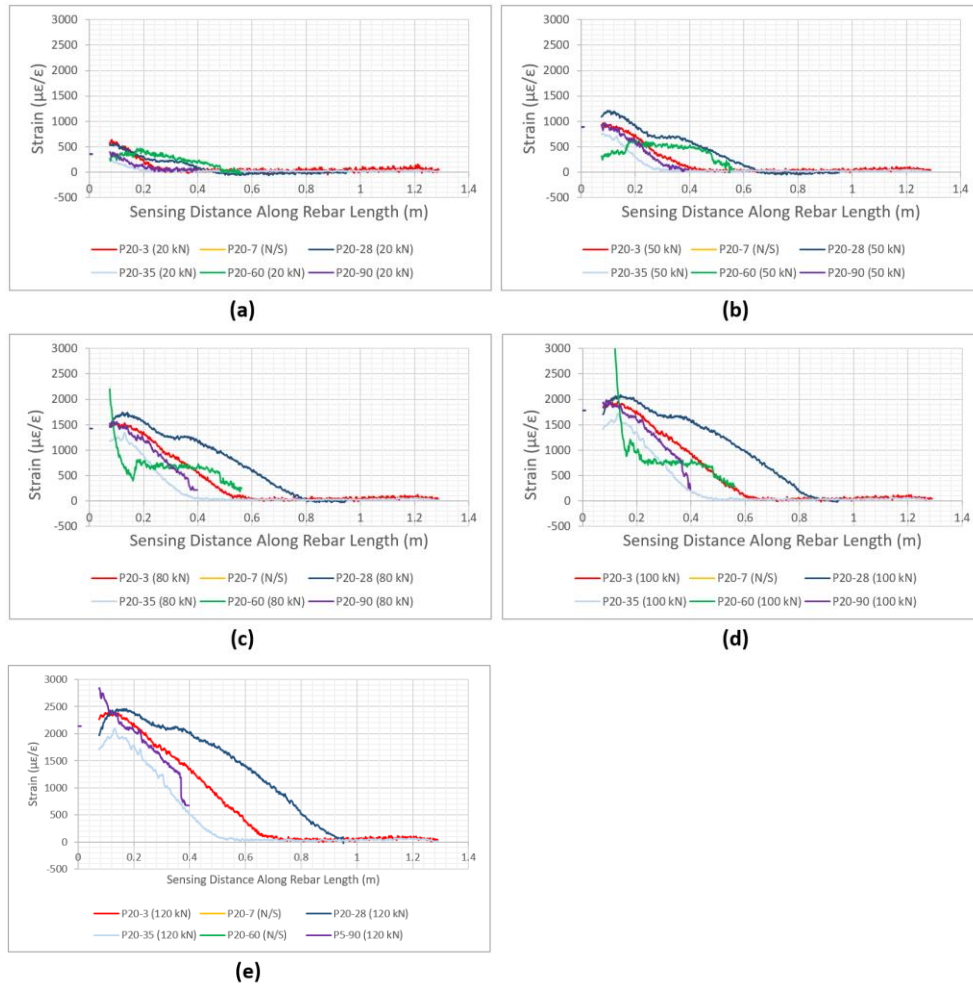 3000
2500
2000
1500
1000
500
0
-500
Strain (με/ε)
0 0.2 0.4 0.6 0.8 1 1.2 1.4
Sensing Distance Along Rebar Length (m)
P20-3 (20 kN) P20-7 (N/S) P20-28 (20 kN)
P20-35 (20 kN) P20-60 (20 kN) P20-90 (20 kN)
(a)
3000
2500
2000
1500
1000
500
0
-500
Strain (με/ε)
0 0.2 0.4 0.6 0.8 1 1.2 1.4
Sensing Distance Along Rebar Length (m)
P20-3 (50 kN) P20-7 (N/S) P20-28 (50 kN)
P20-35 (50 kN) P20-60 (50 kN) P20-90 (50 kN)
(b)
3000
2500
2000
1500
1000
500
0
-500
Strain (με/ε)
0 0.2 0.4 0.6 0.8 1 1.2 1.4
Sensing Distance Along Rebar Length (m)
P20-3 (80 kN) P20-7 (N/S) P20-28 (80 kN)
P20-35 (80 kN) P20-60 (80 kN) P20-90 (80 kN)
(c)
3000
2500
2000
1500
1000
500
0
-500
Strain (με/ε)
0 0.2 0.4 0.6 0.8 1 1.2 1.4
Sensing Distance Along Rebar Length (m)
P20-3 (100 kN) P20-7 (N/S) P20-28 (100 kN)
P20-35 (100 kN) P20-60 (100 kN) P20-90 (100 kN)
(d)
3000
2500
2000
1500
1000
500
0
-500
Strain (με/ε)
0 0.2 0.4 0.6 0.8 1 1.2 1.4
Sensing Distance Along Rebar Length (m)
P20-3 (120 kN) P20-7 (N/S) P20-28 (120 kN)
P20-35 (120 kN) P20-60 (N/S) P5-90 (120 kN)
(e)